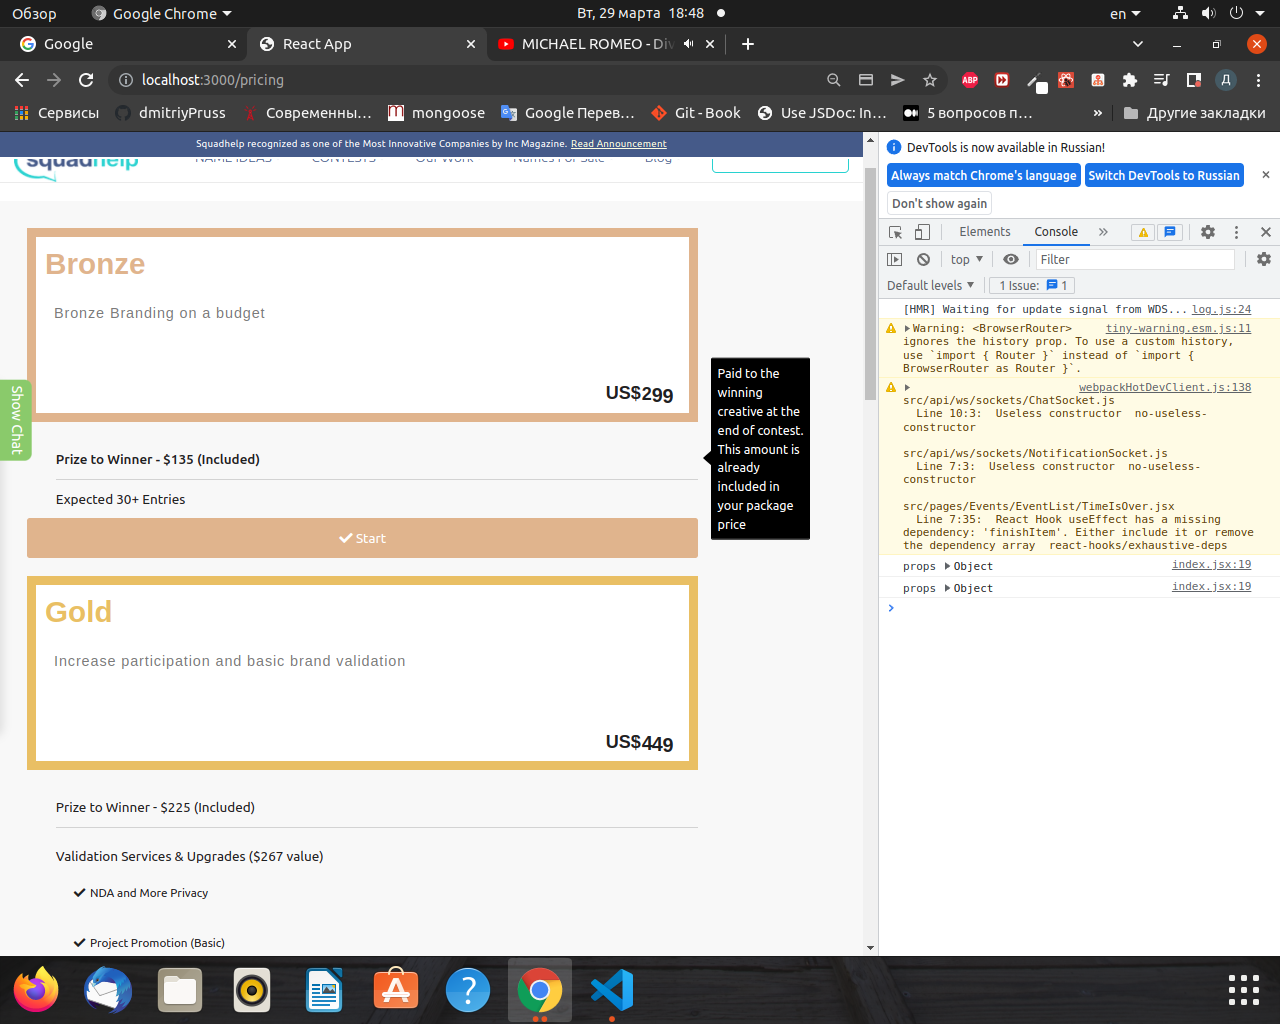 Обзор
Google Chrome
Вт, 29 марта 18:48
en
Google
React App
MICHAEL ROMEO - Div
localhost:3000/pricing
ABP
Д
Сервисы
dmitriyPruss
Современны…
mongoose
Google Перев…
Git - Book
Use JSDoc: In…
5 вопросов п…
»
Другие закладки
Squadhelp recognized as one of the Most Innovative Companies by Inc Magazine. Read Announcement
squadhelp
NAME IDEAS
CONTESTS
Our Work
Names For Sale
Blog
Bronze
Bronze Branding on a budget
US$299
Show Chat
Paid to the
winning
creative at the
end of contest.
This amount is
already
included in
your package
price
Prize to Winner - $135 (Included)
Expected 30+ Entries
Start
Gold
Increase participation and basic brand validation
US$449
Prize to Winner - $225 (Included)
Validation Services & Upgrades ($267 value)
NDA and More Privacy
Project Promotion (Basic)
DevTools is now available in Russian!
Always match Chrome's language
Switch DevTools to Russian
Don't show again
Elements
Console
»
top
Filter
Default levels
1 Issue: 1
[HMR] Waiting for update signal from WDS... log.js:24
Warning: <BrowserRouter> tiny-warning.esm.js:11
ignores the history prop. To use a custom history,
use `import { Router }` instead of `import {
BrowserRouter as Router }`.
webpackHotDevClient.js:138
src/api/ws/sockets/ChatSocket.js
Line 10:3: Useless constructor no-useless-
constructor
src/api/ws/sockets/NotificationSocket.js
Line 7:3: Useless constructor no-useless-
constructor
src/pages/Events/EventList/TimeIsOver.jsx
Line 7:35: React Hook useEffect has a missing
dependency: 'finishItem'. Either include it or remove
the dependency array react-hooks/exhaustive-deps
props Object index.jsx:19
props Object index.jsx:19